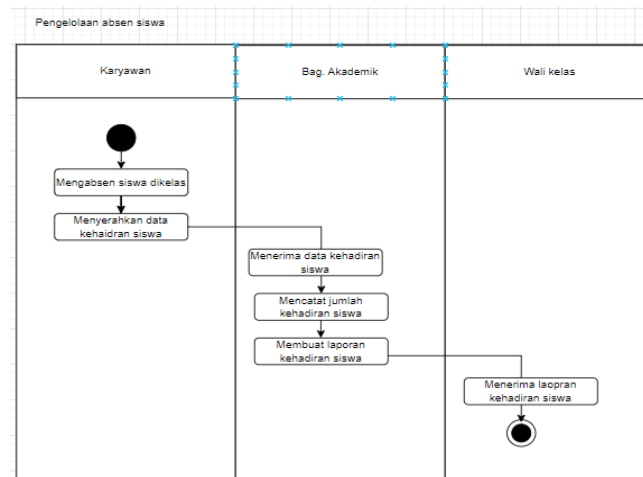 Pengelolaan absen siswa
Karyawan
Bag. Akademik
Wali kelas
Mengabsen siswa dikelas
Menyerahkan data
kehaidran siswa
Menerima data kehadiran
siswa
Mencatat jumlah
kehadiran siswa
Membuat laporan
kehadiran siswa
Menerima laopran
kehadiran siswa